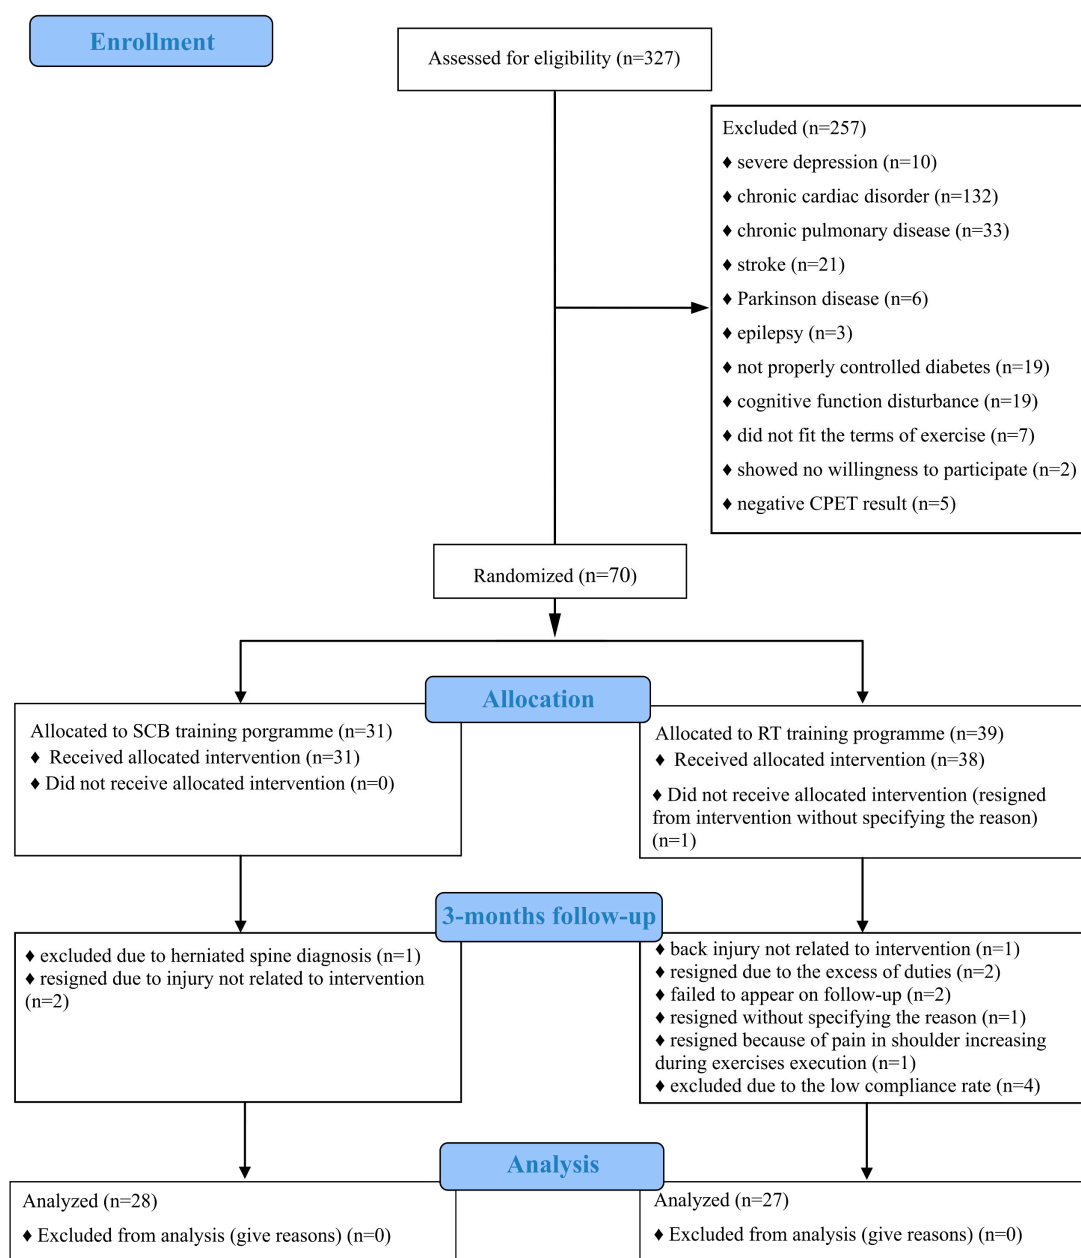 Enrollment
Assessed for eligibility (n=327)
Excluded (n=257)
♦ severe depression (n=10)
♦ chronic cardiac disorder (n=132)
♦ chronic pulmonary disease (n=33)
♦ stroke (n=21)
♦ Parkinson disease (n=6)
♦ epilepsy (n=3)
♦ not properly controlled diabetes (n=19)
♦ cognitive function disturbance (n=19)
♦ did not fit the terms of exercise (n=7)
♦ showed no willingness to participate (n=2)
♦ negative CPET result (n=5)
Randomized (n=70)
Allocation
Allocated to SCB training porgramme (n=31)
♦ Received allocated intervention (n=31)
♦ Did not receive allocated intervention (n=0)
Allocated to RT training programme (n=39)
♦ Received allocated intervention (n=38)
♦ Did not receive allocated intervention (resigned
from intervention without specifying the reason)
(n=1)
3-months follow-up
♦ excluded due to herniated spine diagnosis (n=1)
♦ resigned due to injury not related to intervention
(n=2)
♦ back injury not related to intervention (n=1)
♦ resigned due to the excess of duties (n=2)
♦ failed to appear on follow-up (n=2)
♦ resigned without specifying the reason (n=1)
♦ resigned because of pain in shoulder increasing
during exercises execution (n=1)
♦ excluded due to the low compliance rate (n=4)
Analysis
Analyzed (n=28)
♦ Excluded from analysis (give reasons) (n=0)
Analyzed (n=27)
♦ Excluded from analysis (give reasons) (n=0)